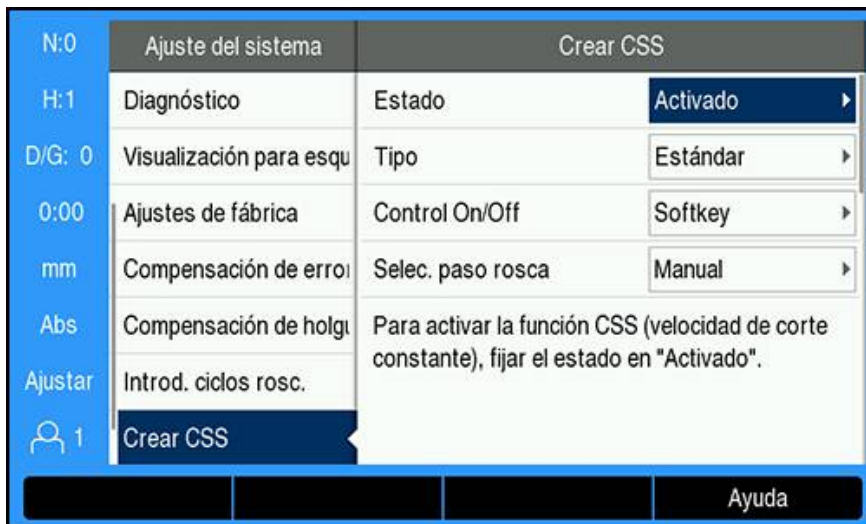 N:0
Ajuste del sistema
Crear CSS
H:1
Diagnóstico
Estado
Activado
D/G: 0
Visualización para esqu
Tipo
Estándar
0:00
Ajustes de fábrica
Control On/Off
Softkey
mm
Compensación de error
Selec. paso rosca
Manual
Abs
Compensación de holgu
Para activar la función CSS (velocidad de corte
constante), fijar el estado en "Activado".
Ajustar
Introd. ciclos rosc.
1
Crear CSS
Ayuda